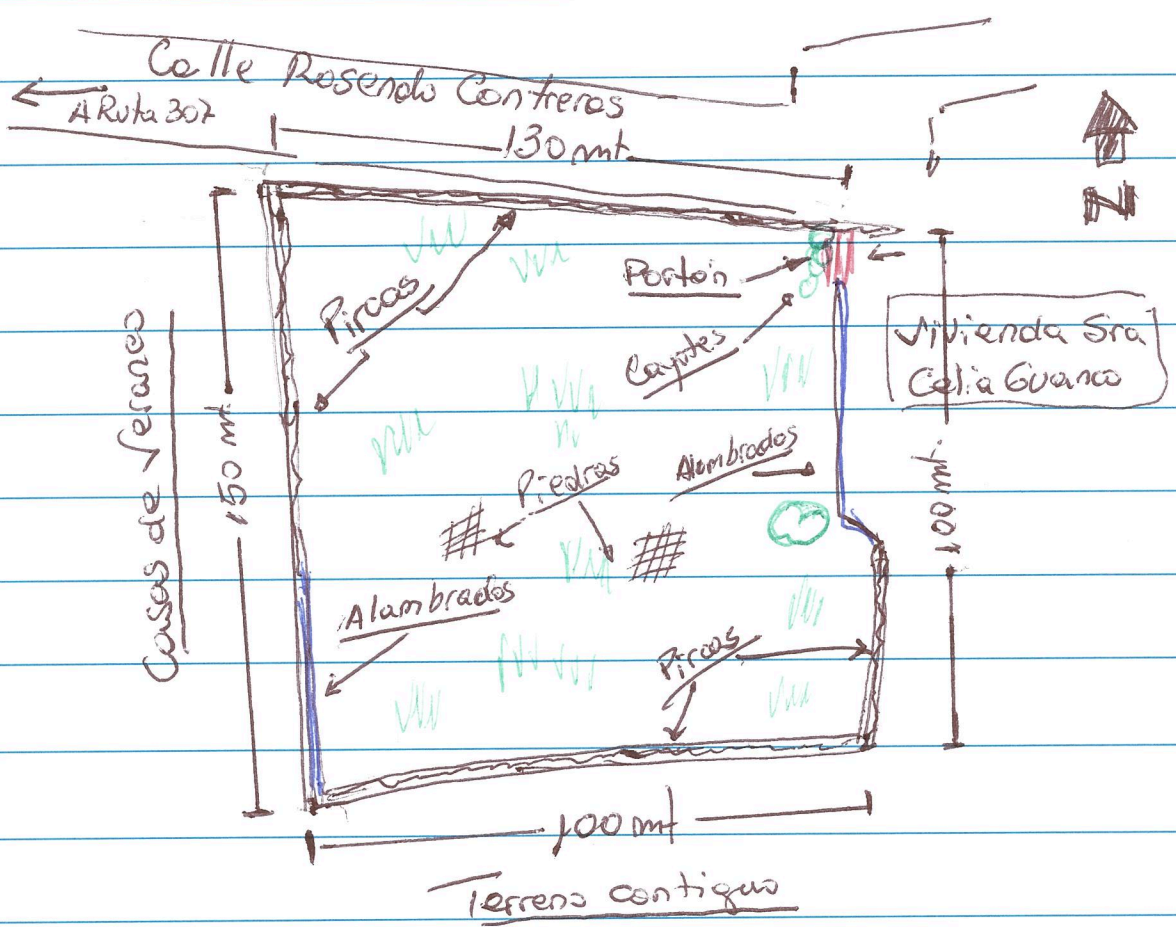 Calle Rosendo Contreras
A Ruta 307
130 mt
N
Pircas
Portón
Cayotes
Vivienda Sra
Celia Guanco
Casas de Veraneo
150 mt
Piedras
Alambrados
100 mt
Alambrados
Pircas
100 mt
Terreno contiguo